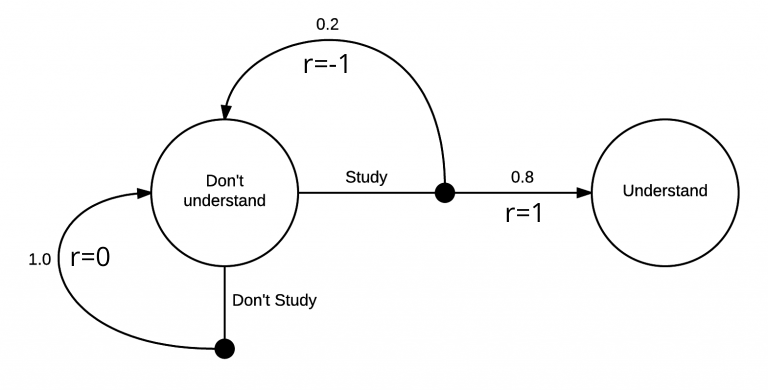 0.2
r=-1
Don't
understand
Study
0.8
r=1
Understand
1.0
r=0
Don't Study